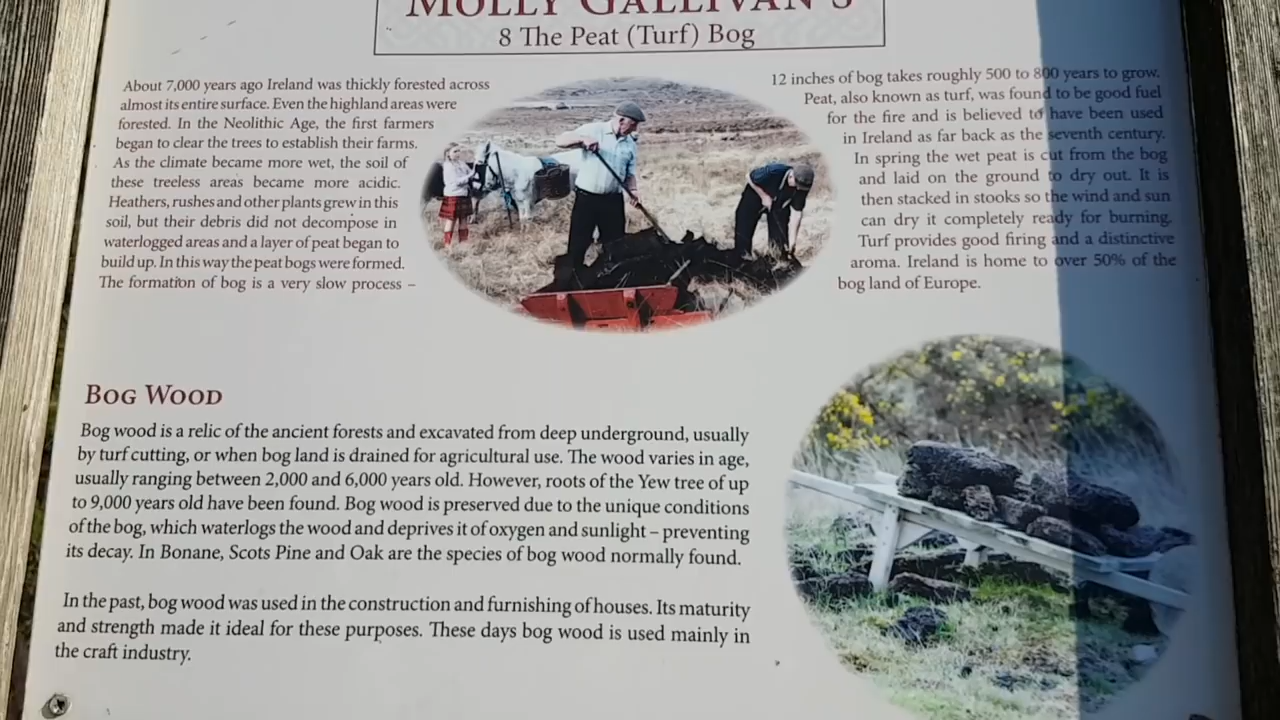 MOLLY GALLIVAN'S
8 The Peat (Turf) Bog
About 7,000 years ago Ireland was thickly forested across
almost its entire surface. Even the highland areas were
forested. In the Neolithic Age, the first farmers
began to clear the trees to establish their farms.
As the climate became more wet, the soil of
these treeless areas became more acidic.
Heathers, rushes and other plants grew in this
soil, but their debris did not decompose in
waterlogged areas and a layer of peat began to
build up. In this way the peat bogs were formed.
The formation of bog is a very slow process –
12 inches of bog takes roughly 500 to 800 years to grow.
Peat, also known as turf, was found to be good fuel
for the fire and is believed to have been used
in Ireland as far back as the seventh century.
In spring the wet peat is cut from the bog
and laid on the ground to dry out. It is
then stacked in stooks so the wind and sun
can dry it completely ready for burning.
Turf provides good firing and a distinctive
aroma. Ireland is home to over 50% of the
bog land of Europe.
BOG WOOD
Bog wood is a relic of the ancient forests and excavated from deep underground, usually
by turf cutting, or when bog land is drained for agricultural use. The wood varies in age,
usually ranging between 2,000 and 6,000 years old. However, roots of the Yew tree of up
to 9,000 years old have been found. Bog wood is preserved due to the unique conditions
of the bog, which waterlogs the wood and deprives it of oxygen and sunlight – preventing
its decay. In Bonane, Scots Pine and Oak are the species of bog wood normally found.
In the past, bog wood was used in the construction and furnishing of houses. Its maturity
and strength made it ideal for these purposes. These days bog wood is used mainly in
the craft industry.